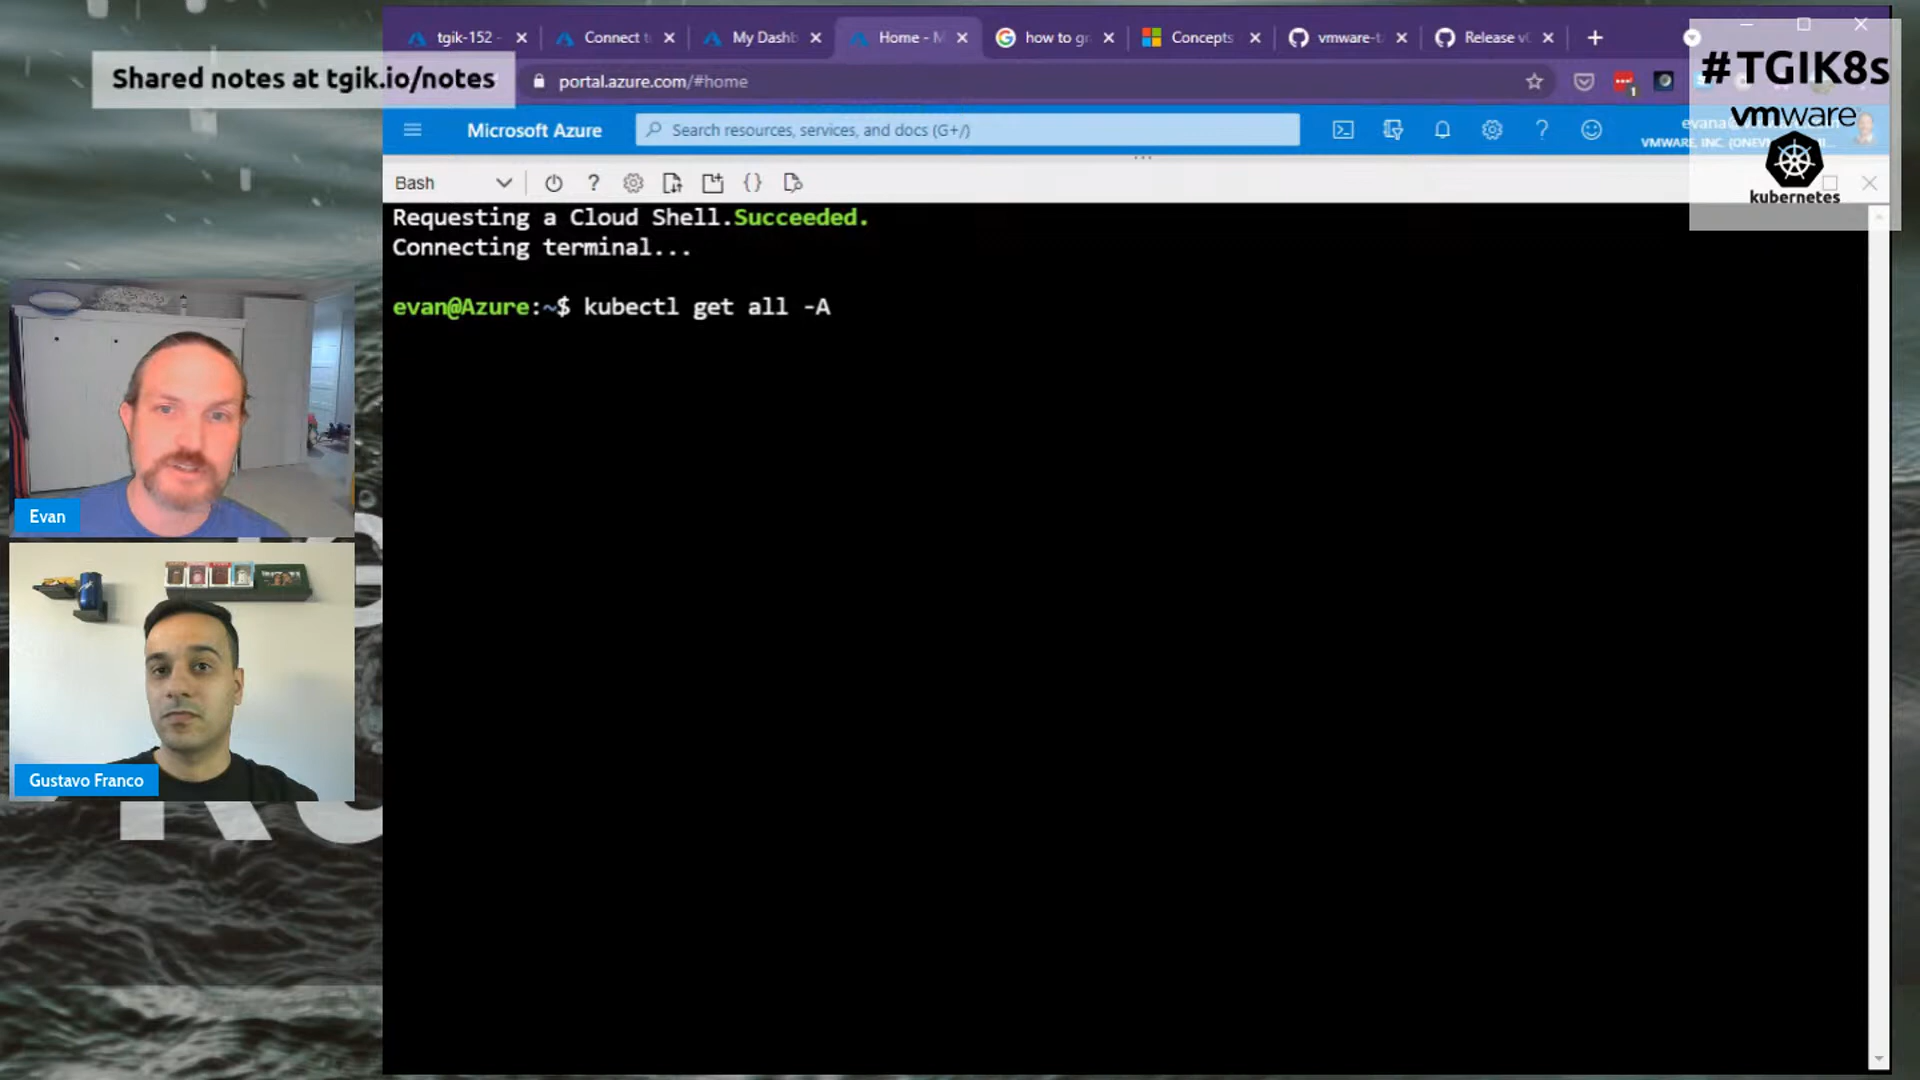 tgik-152 -
Connect t
My Dashb
Home - M
how to g
Concepts
vmware-t
Release v
#TGIK8s
Shared notes at tgik.io/notes
portal.azure.com/#home
vmware
Microsoft Azure
Search resources, services, and docs (G+/)
VMWARE, INC.
kubernetes
Bash
Requesting a Cloud Shell.Succeeded.
Connecting terminal...
evan@Azure:~$ kubectl get all -A
Evan
Gustavo Franco